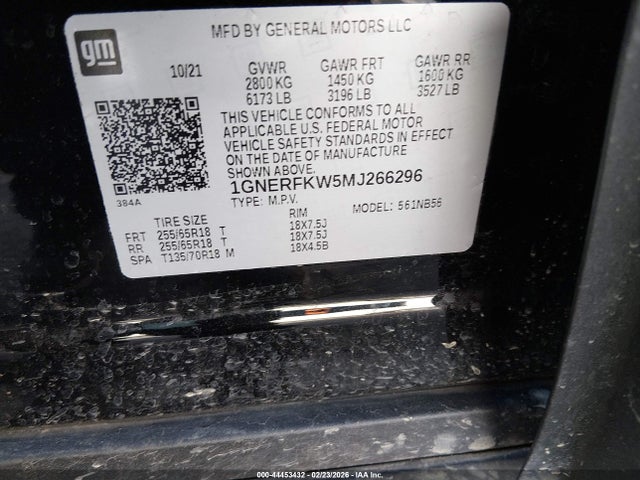 gm
MFD BY GENERAL MOTORS LLC
10/21 GVWR GAWR FRT GAWR RR
2800 KG 1450 KG 1600 KG
6173 LB 3196 LB 3527 LB
THIS VEHICLE CONFORMS TO ALL
APPLICABLE U.S. FEDERAL MOTOR
VEHICLE SAFETY STANDARDS IN EFFECT
ON THE DATE OF MANUFACTURE
SHOWN ABOVE.
384A
1GNERFKW5MJ266296
TYPE: M.P.V. MODEL: 561NB56
TIRE SIZE RIM
FRT 255/65R18 T 18X7.5J
RR 255/65R18 T 18X7.5J
SPA T135/70R18 M 18X4.5B
000-44453432 - 02/23/2026 - IAA Inc.